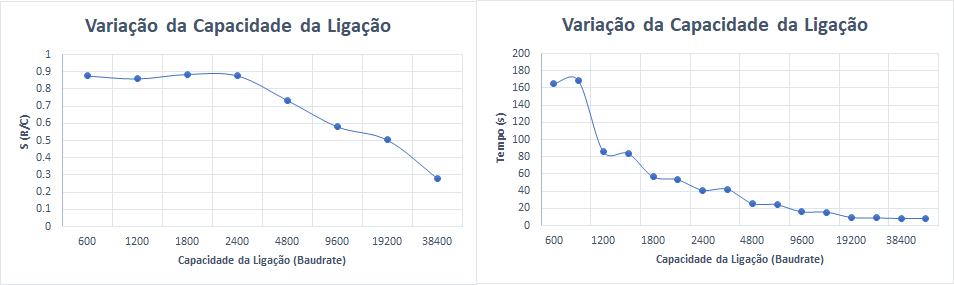 Variação da Capacidade da Ligação
S (R/C)
1
0.9
0.8
0.7
0.6
0.5
0.4
0.3
0.2
0.1
0
600 1200 1800 2400 4800 9600 19200 38400
Capacidade da Ligação (Baudrate)
Variação da Capacidade da Ligação
Tempo (s)
200
180
160
140
120
100
80
60
40
20
0
600 1200 1800 2400 4800 9600 19200 38400
Capacidade da Ligação (Baudrate)